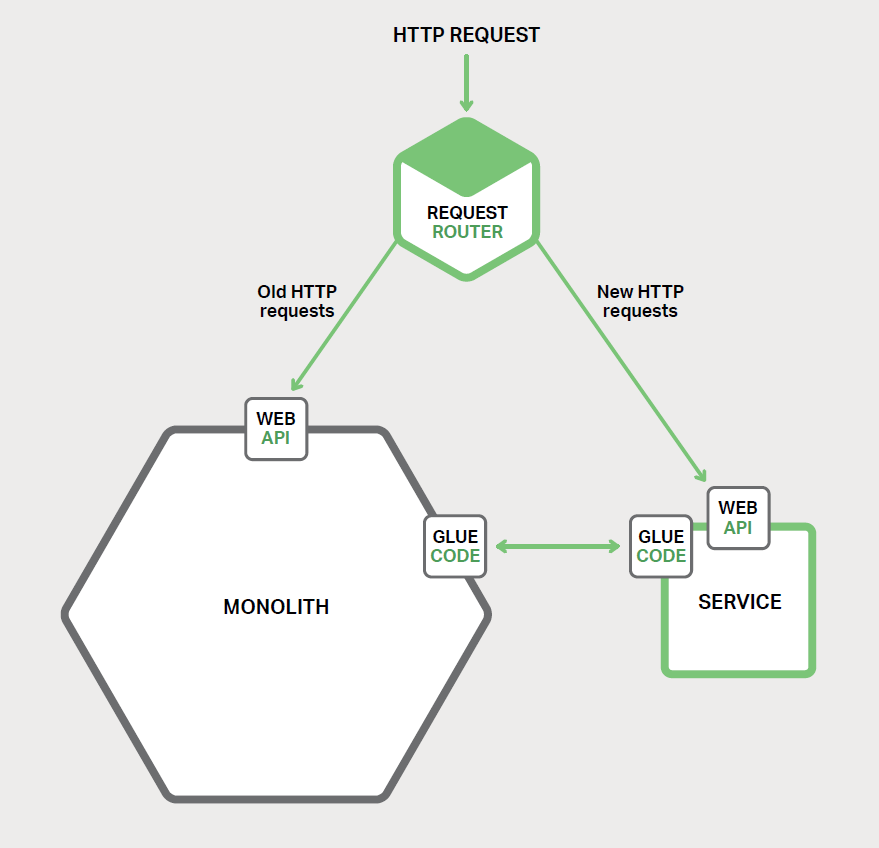 HTTP REQUEST
REQUEST
ROUTER
Old HTTP
requests
New HTTP
requests
WEB
API
GLUE
CODE
MONOLITH
GLUE
CODE
WEB
API
SERVICE